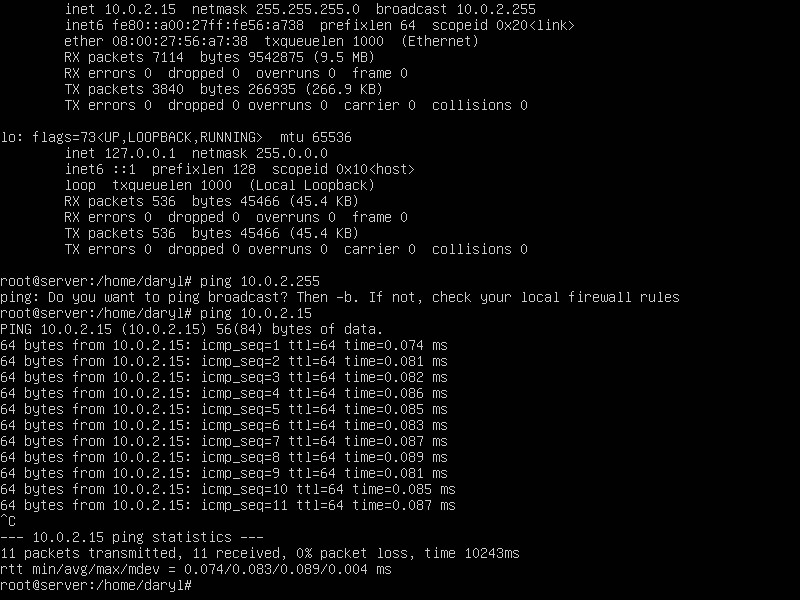 inet 10.0.2.15  netmask 255.255.255.0  broadcast 10.0.2.255
inet6 fe80::a00:27ff:fe56:a738  prefixlen 64  scopeid 0x20<link>
ether 08:00:27:56:a7:38  txqueuelen 1000  (Ethernet)
RX packets 7114  bytes 9542875 (9.5 MB)
RX errors 0  dropped 0  overruns 0  frame 0
TX packets 3840  bytes 266935 (266.9 KB)
TX errors 0  dropped 0 overruns 0  carrier 0  collisions 0
lo: flags=73<UP,LOOPBACK,RUNNING>  mtu 65536
inet 127.0.0.1  netmask 255.0.0.0
inet6 ::1  prefixlen 128  scopeid 0x10<host>
loop  txqueuelen 1000  (Local Loopback)
RX packets 536  bytes 45466 (45.4 KB)
RX errors 0  dropped 0  overruns 0  frame 0
TX packets 536  bytes 45466 (45.4 KB)
TX errors 0  dropped 0 overruns 0  carrier 0  collisions 0
root@server:/home/daryl# ping 10.0.2.255
ping: Do you want to ping broadcast? Then -b. If not, check your local firewall rules
root@server:/home/daryl# ping 10.0.2.15
PING 10.0.2.15 (10.0.2.15) 56(84) bytes of data.
64 bytes from 10.0.2.15: icmp_seq=1 ttl=64 time=0.074 ms
64 bytes from 10.0.2.15: icmp_seq=2 ttl=64 time=0.081 ms
64 bytes from 10.0.2.15: icmp_seq=3 ttl=64 time=0.082 ms
64 bytes from 10.0.2.15: icmp_seq=4 ttl=64 time=0.086 ms
64 bytes from 10.0.2.15: icmp_seq=5 ttl=64 time=0.085 ms
64 bytes from 10.0.2.15: icmp_seq=6 ttl=64 time=0.083 ms
64 bytes from 10.0.2.15: icmp_seq=7 ttl=64 time=0.087 ms
64 bytes from 10.0.2.15: icmp_seq=8 ttl=64 time=0.089 ms
64 bytes from 10.0.2.15: icmp_seq=9 ttl=64 time=0.081 ms
64 bytes from 10.0.2.15: icmp_seq=10 ttl=64 time=0.085 ms
64 bytes from 10.0.2.15: icmp_seq=11 ttl=64 time=0.087 ms
^C
--- 10.0.2.15 ping statistics ---
11 packets transmitted, 11 received, 0% packet loss, time 10243ms
rtt min/avg/max/mdev = 0.074/0.083/0.089/0.004 ms
root@server:/home/daryl#